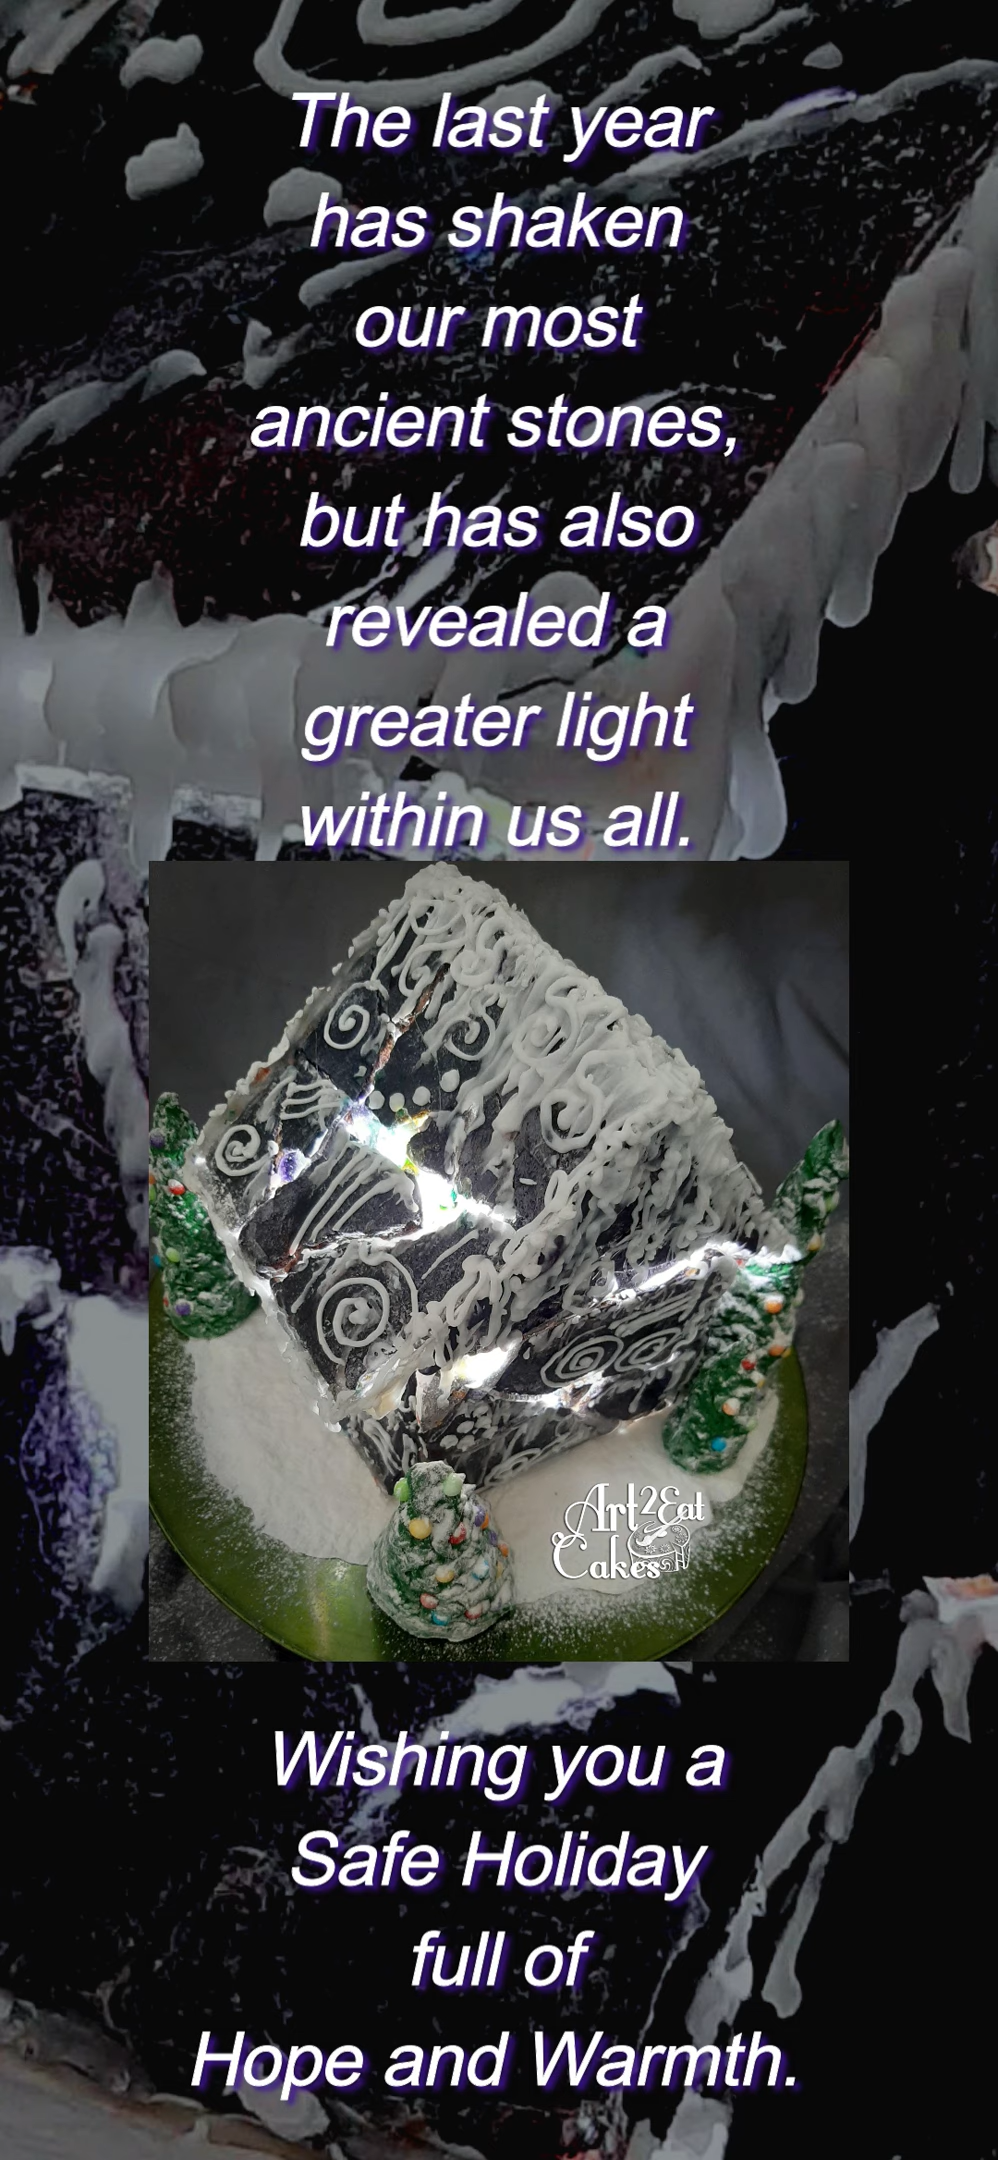 The last year
has shaken
our most
ancient stones,
but has also
revealed a
greater light
within us all.
Art2Eat
Cakes
Wishing you a
Safe Holiday
full of
Hope and Warmth.